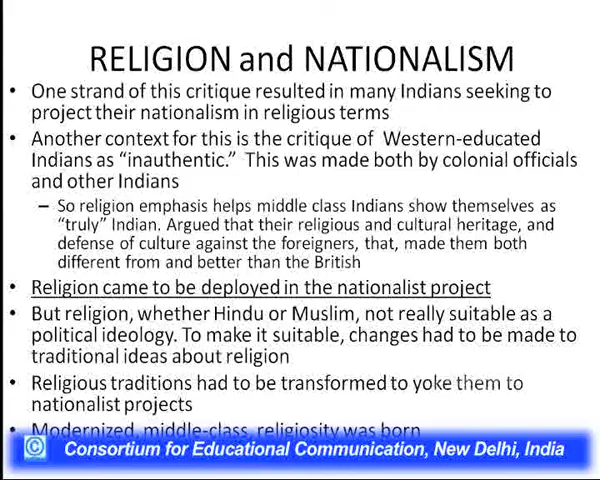 RELIGION and NATIONALISM
• One strand of this critique resulted in many Indians seeking to
project their nationalism in religious terms
• Another context for this is the critique of Western-educated
Indians as “inauthentic.” This was made both by colonial officials
and other Indians
– So religion emphasis helps middle class Indians show themselves as
“truly” Indian. Argued that their religious and cultural heritage, and
defense of culture against the foreigners, that, made them both
different from and better than the British
• Religion came to be deployed in the nationalist project
• But religion, whether Hindu or Muslim, not really suitable as a
political ideology. To make it suitable, changes had to be made to
traditional ideas about religion
• Religious traditions had to be transformed to yoke them to
nationalist projects
• Modernized, middle-class, religiosity was born
© Consortium for Educational Communication, New Delhi, India